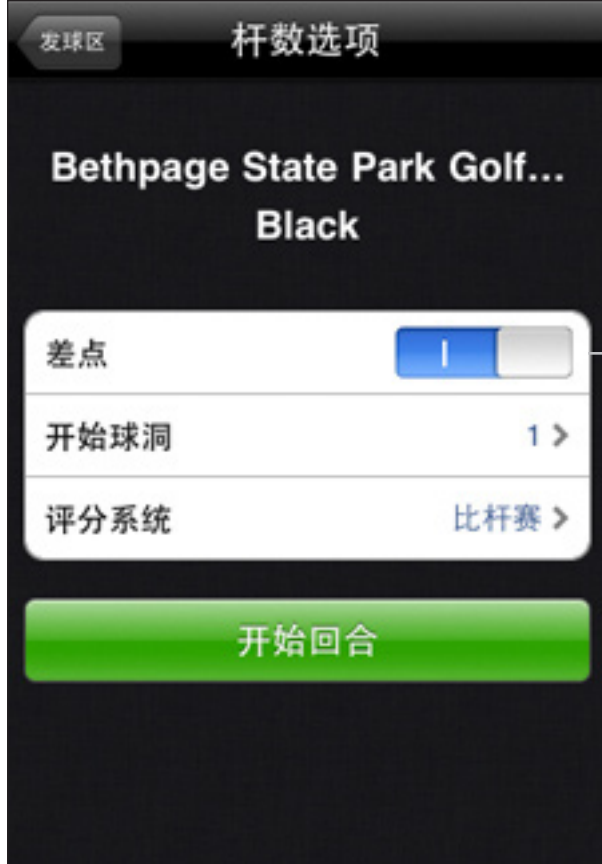 发球区
杆数选项
Bethpage State Park Golf...
Black
差点
开始球洞 1
评分系统 比杆赛
开始回合